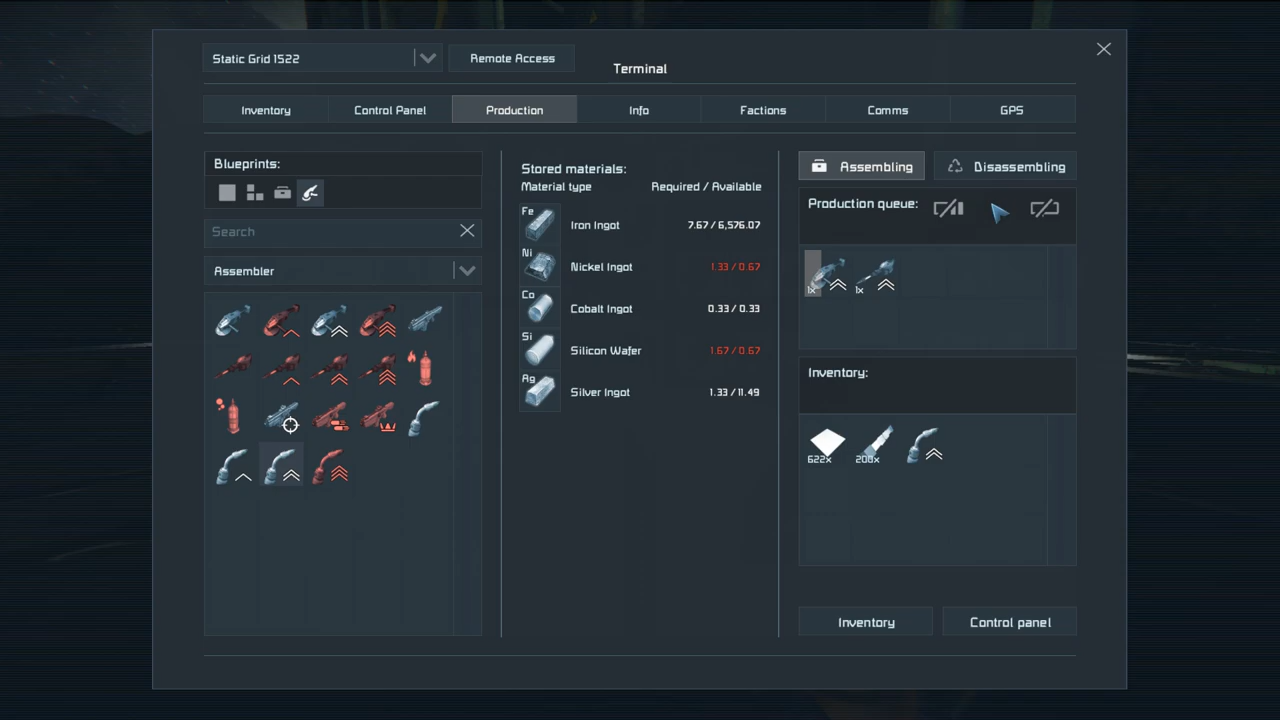 Static Grid 1522
Remote Access
Terminal
Inventory
Control Panel
Production
Info
Factions
Comms
GPS
Blueprints:
Search
Assembler
Stored materials:
Material type
Required / Available
Fe
Iron Ingot
7.67 / 6,576.07
Ni
Nickel Ingot
1.33 / 0.67
Co
Cobalt Ingot
0.33 / 0.33
Si
Silicon Wafer
1.67 / 0.67
Ag
Silver Ingot
1.33 / 11.49
Assembling
Disassembling
Production queue:
1x
1x
Inventory:
622x
200x
Inventory
Control panel